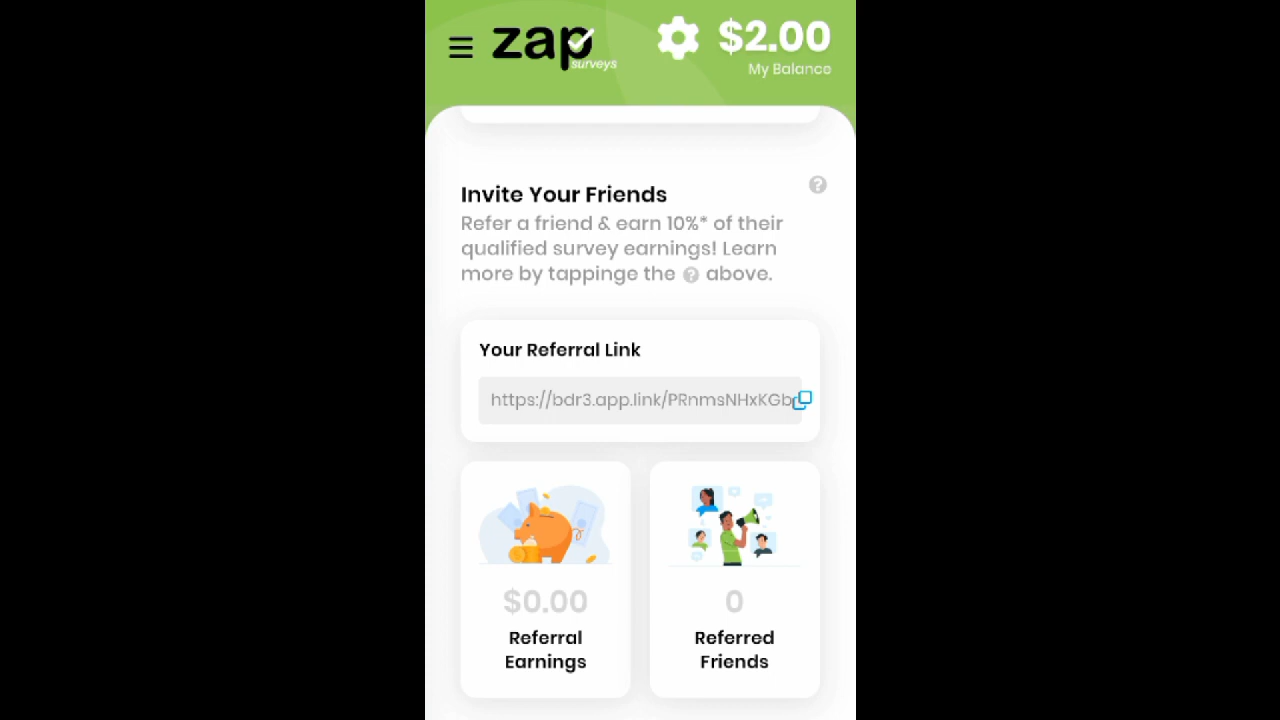 zap
surveys
$2.00
My Balance
Invite Your Friends
Refer a friend & earn 10%* of their
qualified survey earnings! Learn
more by tappinge the ? above.
Your Referral Link
https://bdr3.app.link/PRnmsNHxKGb
$0.00
Referral
Earnings
0
Referred
Friends